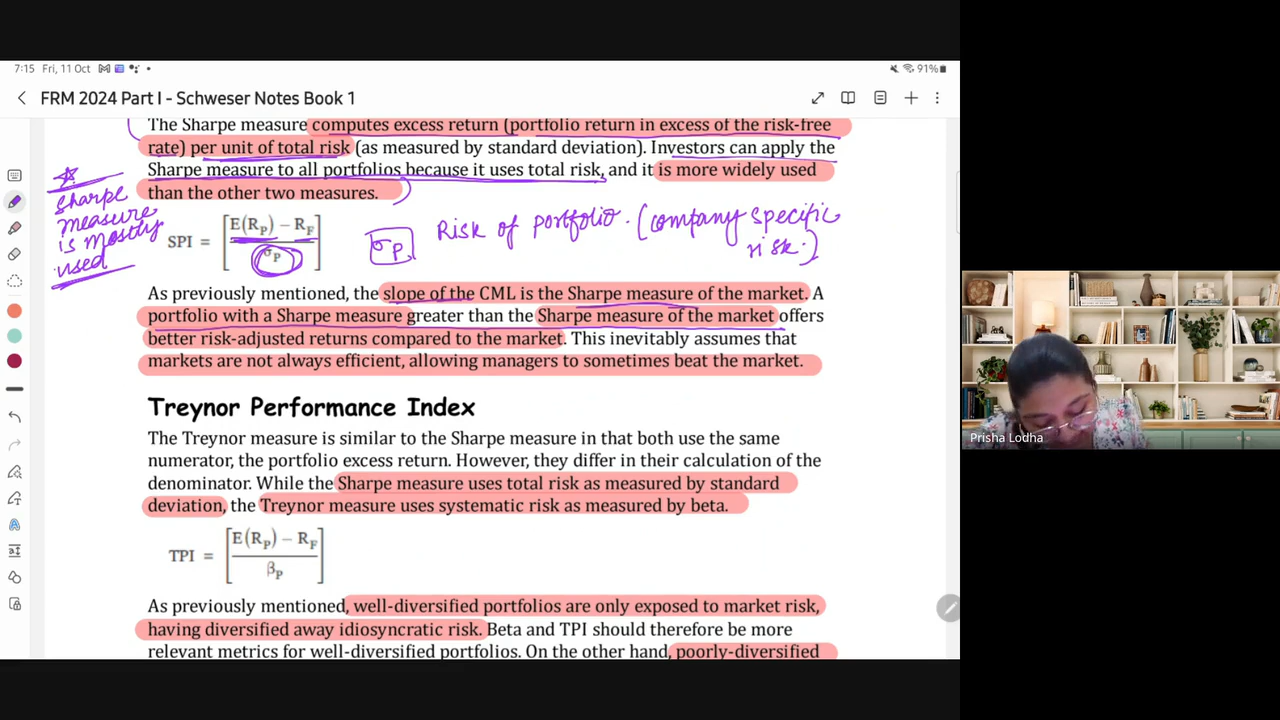 7:15 Fri, 11 Oct
91%
FRM 2024 Part I - Schweser Notes Book 1
The Sharpe measure computes excess return (portfolio return in excess of the risk-free
rate) per unit of total risk (as measured by standard deviation). Investors can apply the
Sharpe measure to all portfolios because it uses total risk, and it is more widely used
than the other two measures.
Sharpe
measure
is mostly
used
SPI = [E(R_P) − R_F / σ_P]
σP
Risk of portfolio. (company specific
risk.)
As previously mentioned, the slope of the CML is the Sharpe measure of the market. A
portfolio with a Sharpe measure greater than the Sharpe measure of the market offers
better risk-adjusted returns compared to the market. This inevitably assumes that
markets are not always efficient, allowing managers to sometimes beat the market.
Treynor Performance Index
The Treynor measure is similar to the Sharpe measure in that both use the same
numerator, the portfolio excess return. However, they differ in their calculation of the
denominator. While the Sharpe measure uses total risk as measured by standard
deviation, the Treynor measure uses systematic risk as measured by beta.
TPI = [E(R_P) − R_F / β_P]
As previously mentioned, well-diversified portfolios are only exposed to market risk,
having diversified away idiosyncratic risk. Beta and TPI should therefore be more
relevant metrics for well-diversified portfolios. On the other hand, poorly-diversified
Prisha Lodha